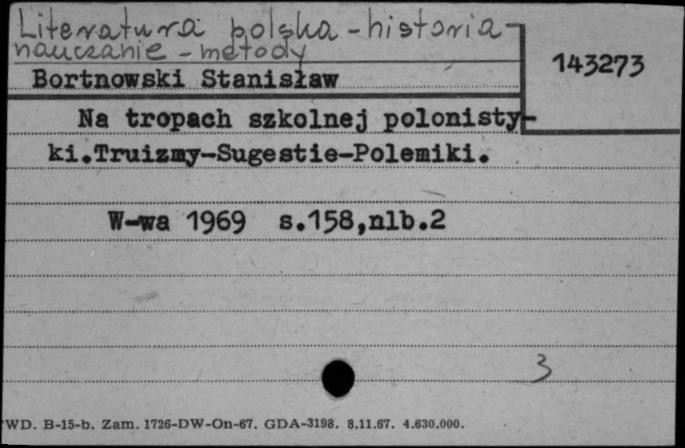 Literatura polska - historia -
nauczanie - metody
143273
Bortnowski Stanisław
Na tropach szkolnej polonisty-
ki.Truizmy-Sugestie-Polemiki.
W-wa 1969 s.158,nlb.2
3
WD. B-15-b. Zam. 1726-DW-On-67. GDA-3198. 8.11.67. 4.630.000.